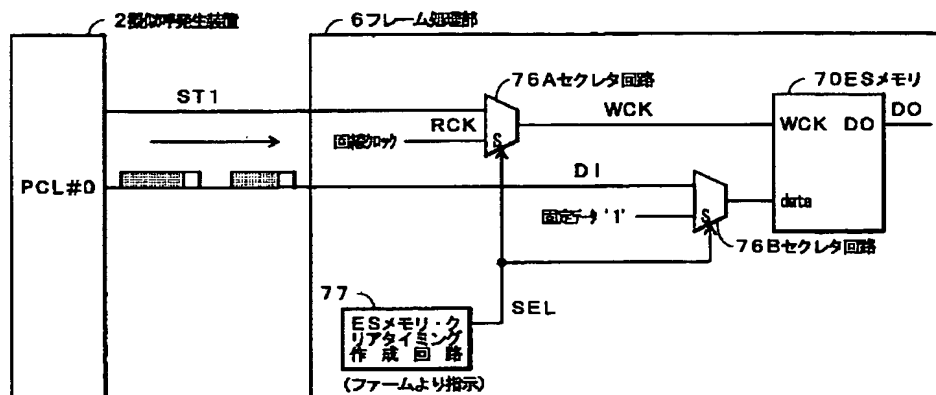 2擬似呼発生装置
6フレーム処理部
76Aセクレタ回路
70ESメモリ
DO
ST1
RCK
WCK
WCK DO
回線クロック
S
PCL#0
DI
data
固定データ '1'
S
76Bセクレタ回路
77
SEL
ESメモリ・ク
リアタイミング
作成回路
(ファームより指示)